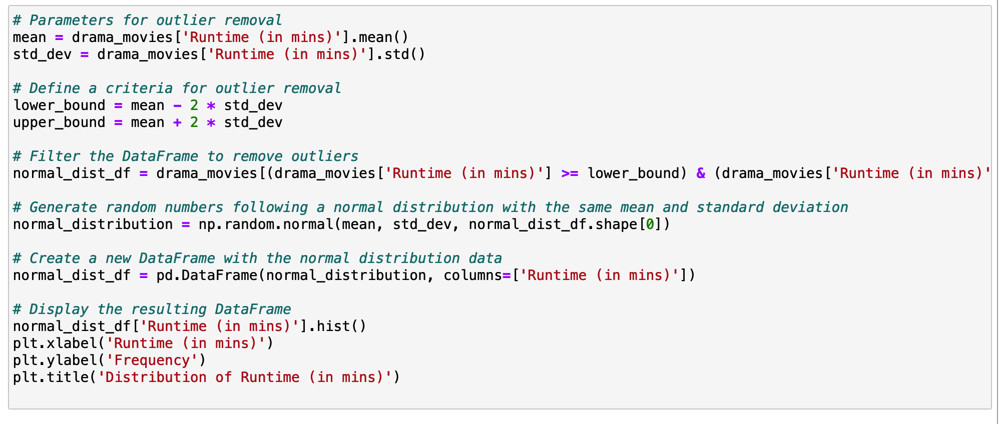 # Parameters for outlier removal
mean = drama_movies['Runtime (in mins)'].mean()
std_dev = drama_movies['Runtime (in mins)'].std()
# Define a criteria for outlier removal
lower_bound = mean - 2 * std_dev
upper_bound = mean + 2 * std_dev
# Filter the DataFrame to remove outliers
normal_dist_df = drama_movies[(drama_movies['Runtime (in mins)'] >= lower_bound) & (drama_movies['Runtime (in mins)'
# Generate random numbers following a normal distribution with the same mean and standard deviation
normal_distribution = np.random.normal(mean, std_dev, normal_dist_df.shape[0])
# Create a new DataFrame with the normal distribution data
normal_dist_df = pd.DataFrame(normal_distribution, columns=['Runtime (in mins)'])
# Display the resulting DataFrame
normal_dist_df['Runtime (in mins)'].hist()
plt.xlabel('Runtime (in mins)')
plt.ylabel('Frequency')
plt.title('Distribution of Runtime (in mins)')